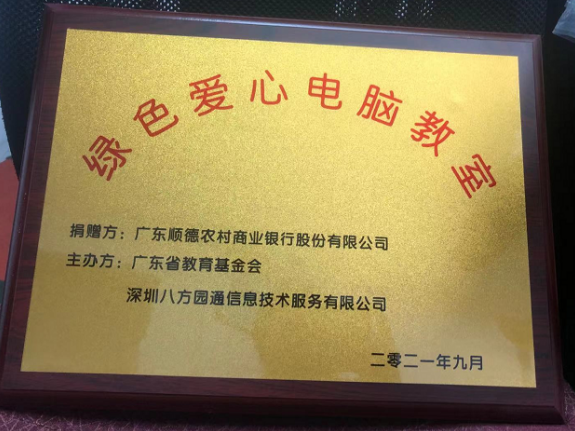 绿色爱心电脑教室
捐赠方：广东顺德农村商业银行股份有限公司
主办方：广东省教育基金会
深圳八方园通信息技术服务有限公司
二零二一年九月